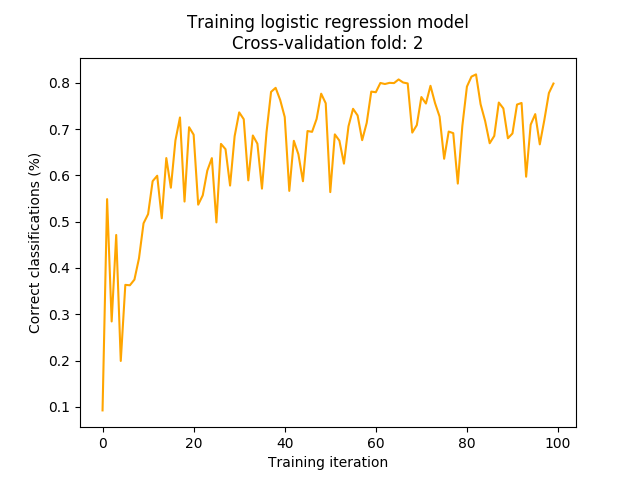 Training logistic regression model
Cross-validation fold: 2
Correct classifications (%)
0.8
0.7
0.6
0.5
0.4
0.3
0.2
0.1
0 20 40 60 80 100
Training iteration